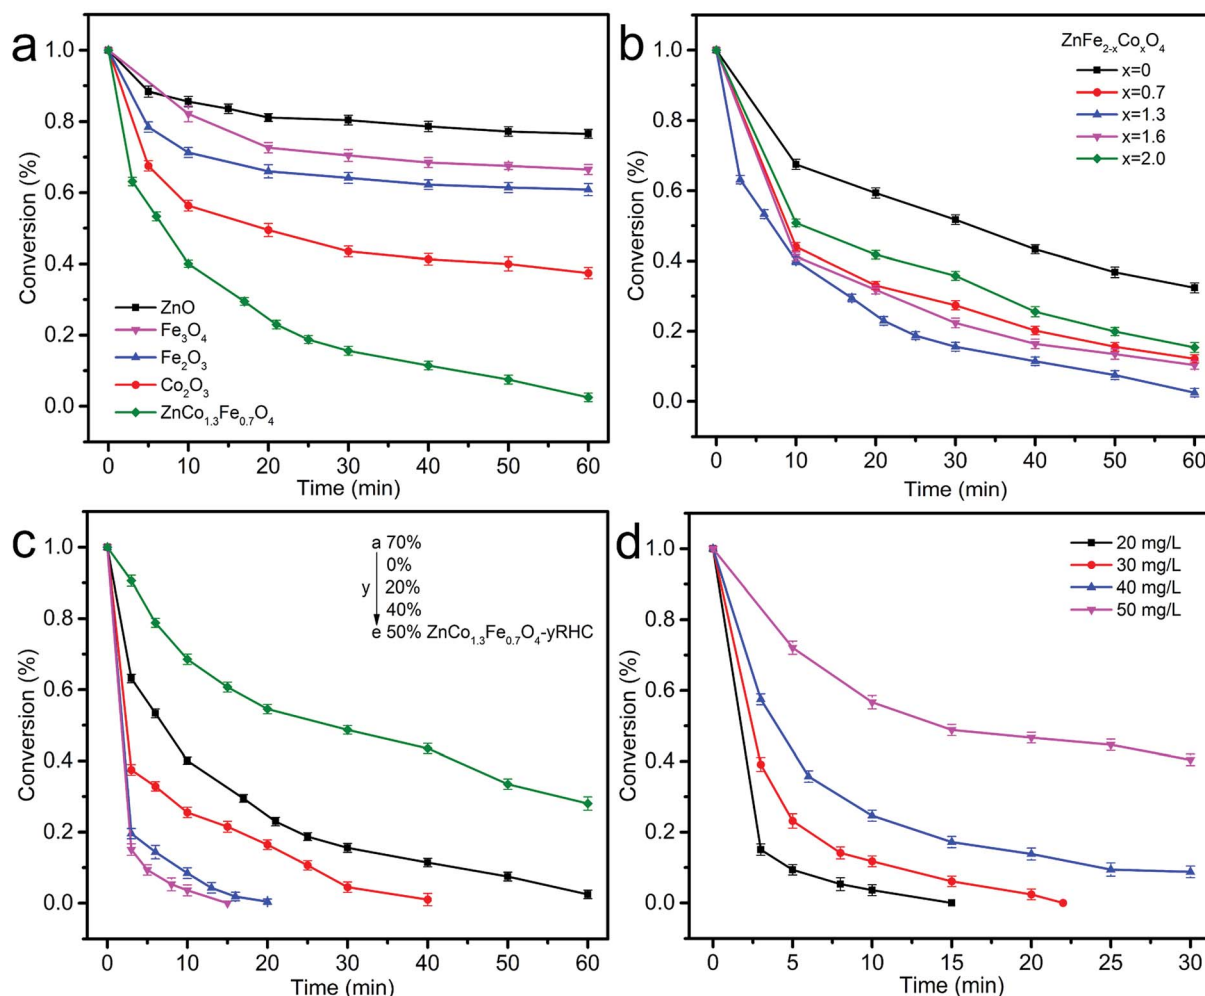 a
Conversion (%)
1.0
0.8
0.6
0.4
0.2
0.0
ZnO
Fe₃O₄
Fe₂O₃
Co₂O₃
ZnCo₁.₃Fe₀.₇O₄
0 10 20 30 40 50 60
Time (min)
b
Conversion (%)
1.0
0.8
0.6
0.4
0.2
0.0
ZnFe₂₋ₓCoₓO₄
x=0
x=0.7
x=1.3
x=1.6
x=2.0
0 10 20 30 40 50 60
Time (min)
c
Conversion (%)
1.0
0.8
0.6
0.4
0.2
0.0
a 70%
0%
y 20%
40%
e 50% ZnCo₁.₃Fe₀.₇O₄-yRHC
0 10 20 30 40 50 60
Time (min)
d
Conversion (%)
1.0
0.8
0.6
0.4
0.2
0.0
20 mg/L
30 mg/L
40 mg/L
50 mg/L
0 5 10 15 20 25 30
Time (min)